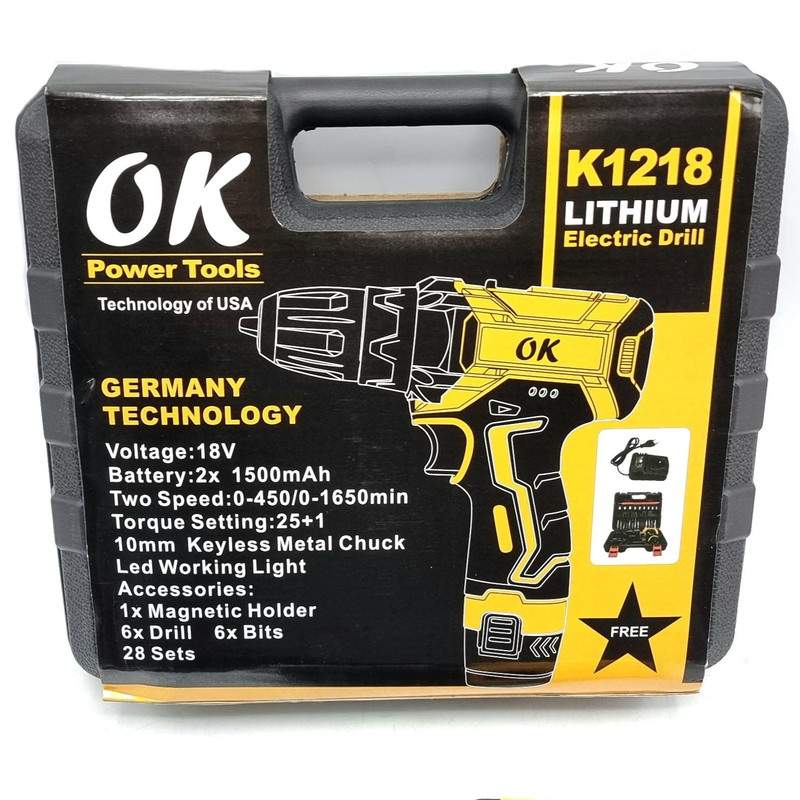 OK
OK
Power Tools
Technology of USA
K1218
LITHIUM
Electric Drill
OK
GERMANY
TECHNOLOGY
Voltage:18V
Battery:2x 1500mAh
Two Speed:0-450/0-1650min
Torque Setting:25+1
10mm Keyless Metal Chuck
Led Working Light
Accessories:
1x Magnetic Holder
6x Drill 6x Bits
28 Sets
FREE